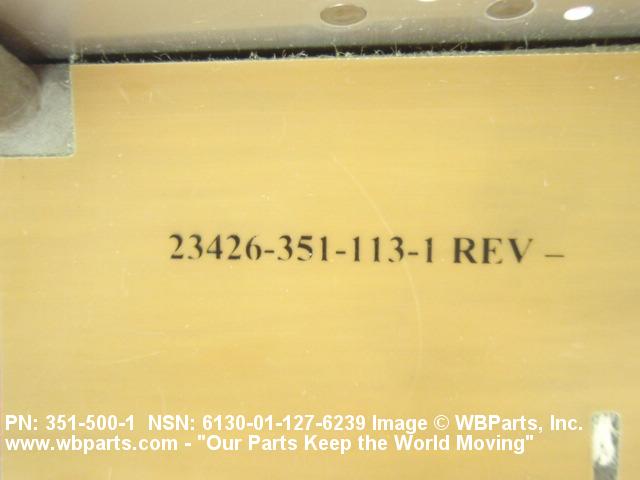 23426-351-113-1 REV –
PN: 351-500-1 NSN: 6130-01-127-6239 Image © WBParts, Inc.
www.wbparts.com - "Our Parts Keep the World Moving"